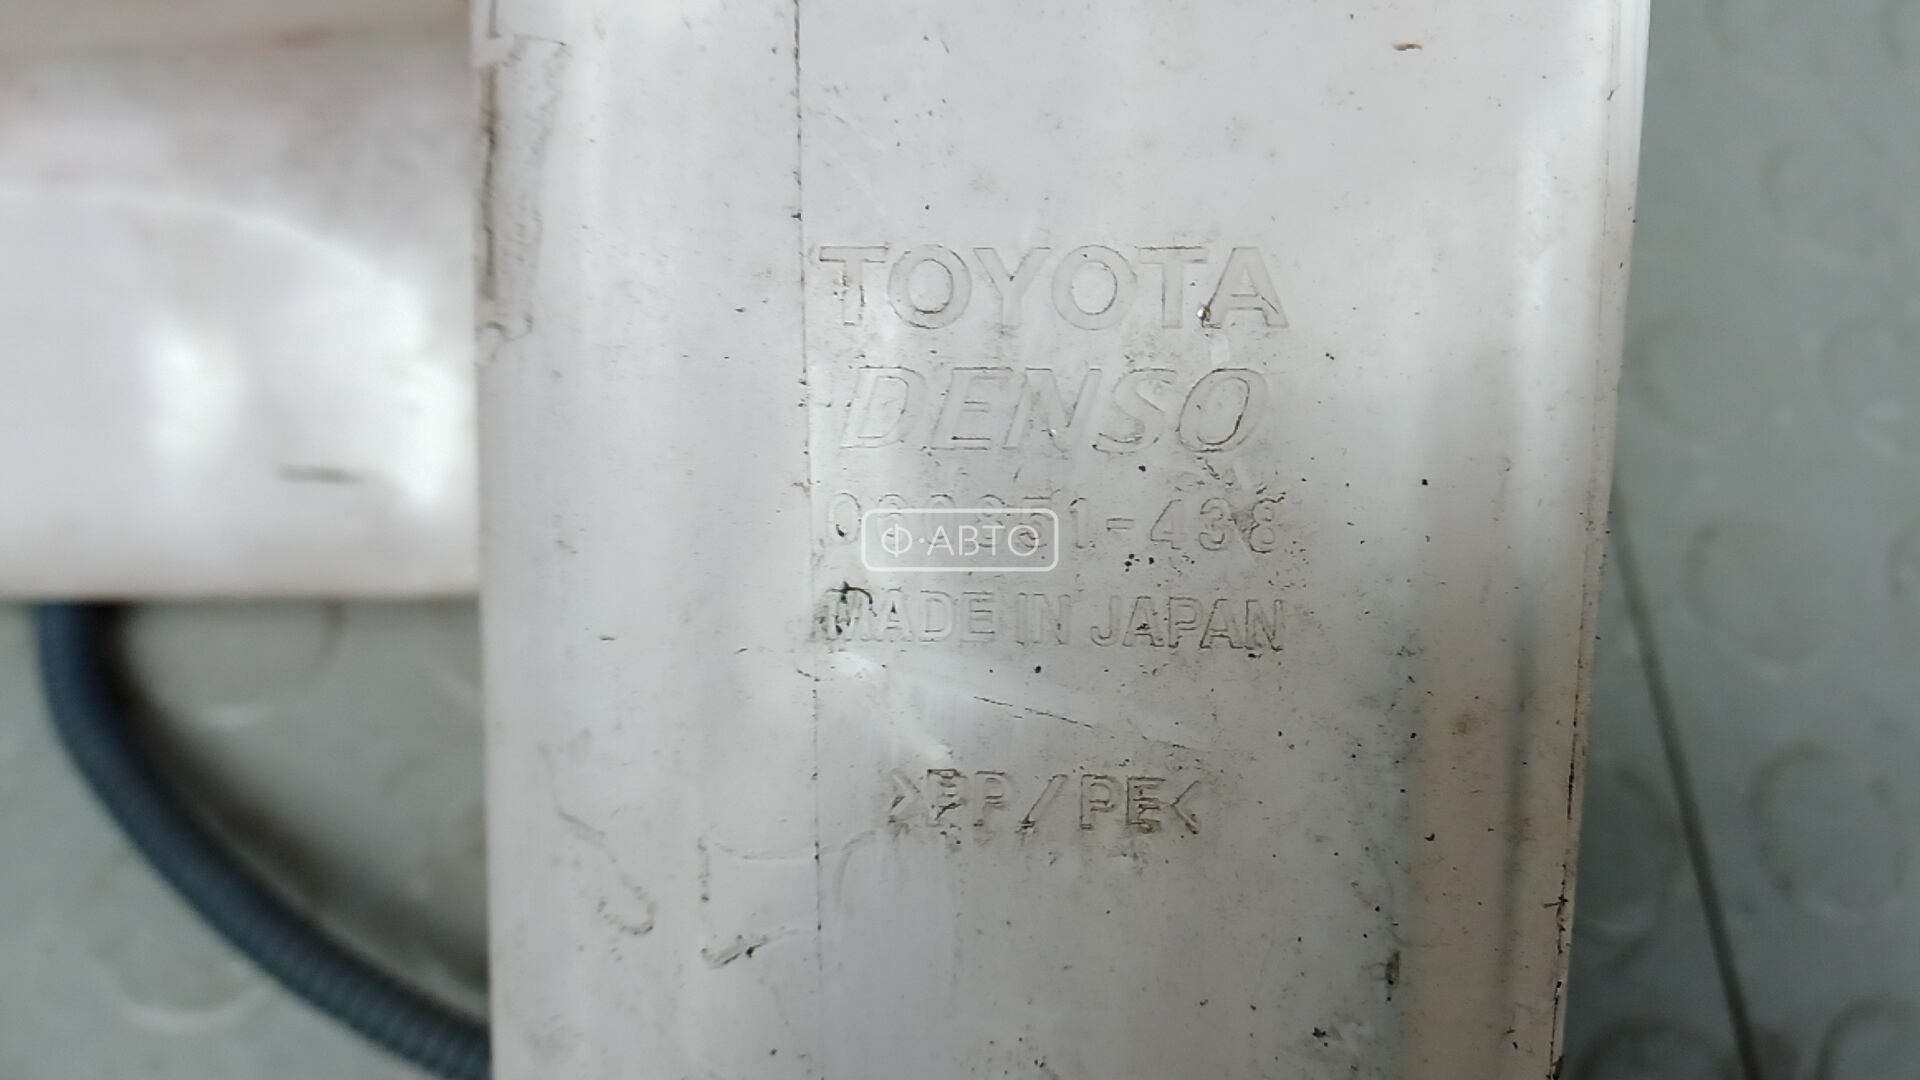 TOYOTA
DENSO
Ф·АВТО
MADE IN JAPAN
>PP/PE<